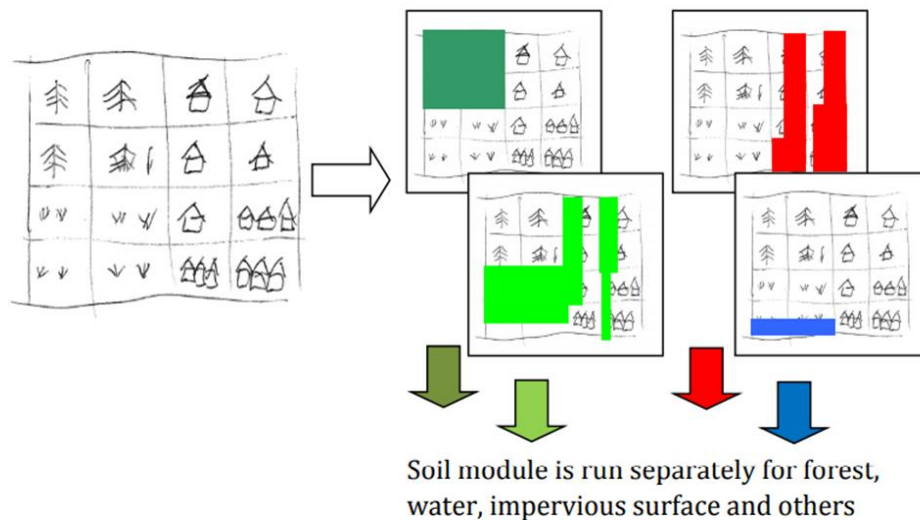 Soil module is run separately for forest,
water, impervious surface and others